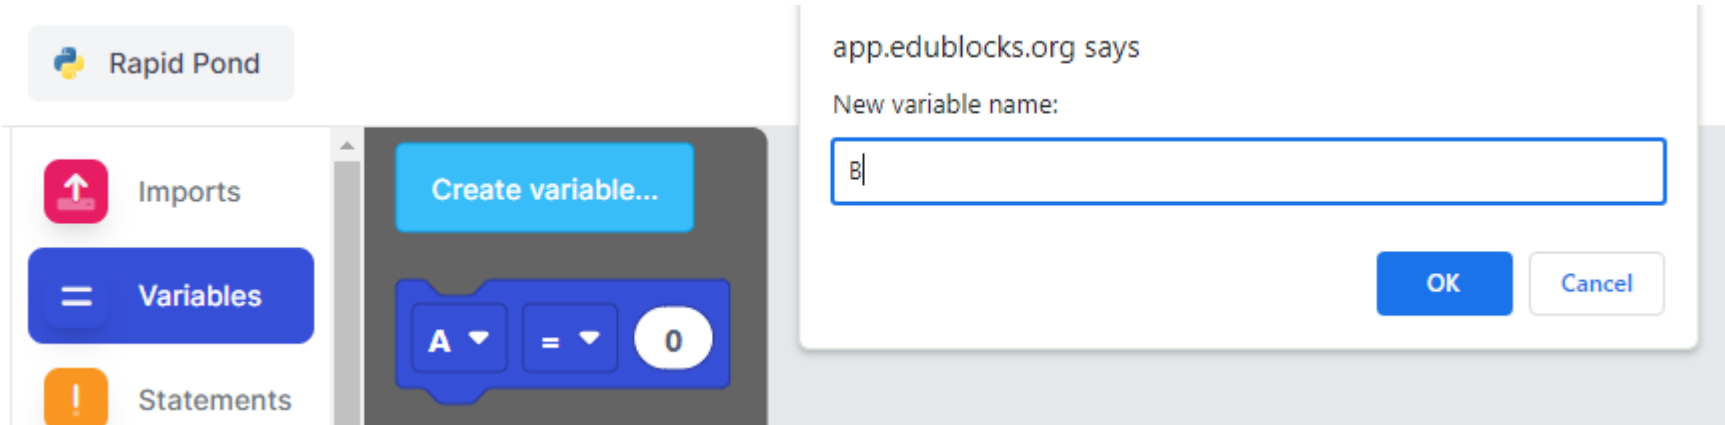 Rapid Pond
Imports
Variables
Statements
Create variable...
A = 0
app.edublocks.org says
New variable name:
B
OK Cancel